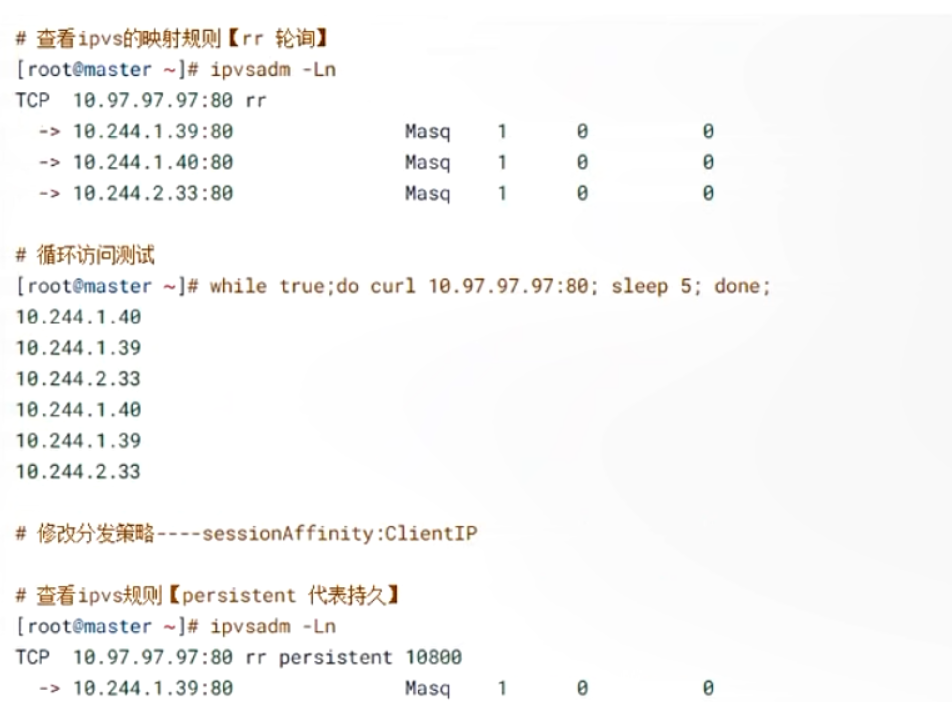 # 查看ipvs的映射规则【rr 轮询】
[root@master ~]# ipvsadm -Ln
TCP  10.97.97.97:80 rr
  -> 10.244.1.39:80               Masq    1      0          0
  -> 10.244.1.40:80               Masq    1      0          0
  -> 10.244.2.33:80               Masq    1      0          0
# 循环访问测试
[root@master ~]# while true;do curl 10.97.97.97:80; sleep 5; done;
10.244.1.40
10.244.1.39
10.244.2.33
10.244.1.40
10.244.1.39
10.244.2.33
# 修改分发策略----sessionAffinity:ClientIP
# 查看ipvs规则【persistent 代表持久】
[root@master ~]# ipvsadm -Ln
TCP  10.97.97.97:80 rr persistent 10800
  -> 10.244.1.39:80               Masq    1      0          0